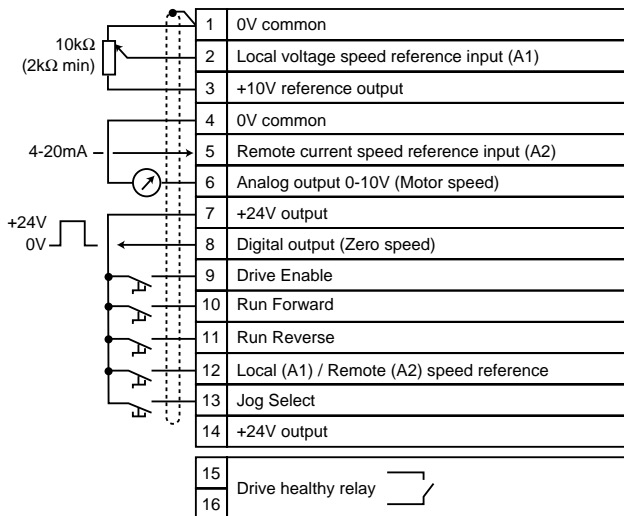 10kΩ
(2kΩ min)
4-20mA
+24V
0V
1 0V common
2 Local voltage speed reference input (A1)
3 +10V reference output
4 0V common
5 Remote current speed reference input (A2)
6 Analog output 0-10V (Motor speed)
7 +24V output
8 Digital output (Zero speed)
9 Drive Enable
10 Run Forward
11 Run Reverse
12 Local (A1) / Remote (A2) speed reference
13 Jog Select
14 +24V output
15
Drive healthy relay
16